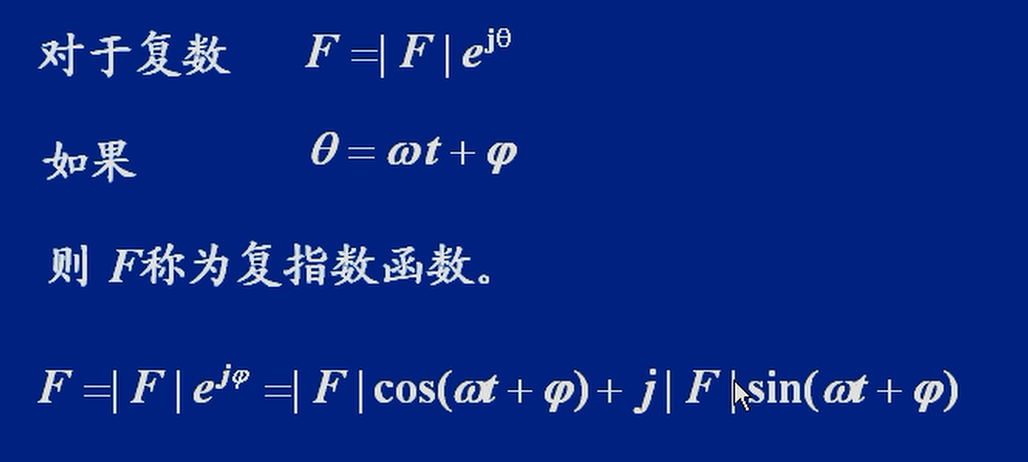 对于复数 F =| F | e^{jθ}
如果 θ = ωt + φ
则 F称为复指数函数。
F =| F | e^{jφ} =| F | cos(ωt + φ) + j | F | sin(ωt + φ)